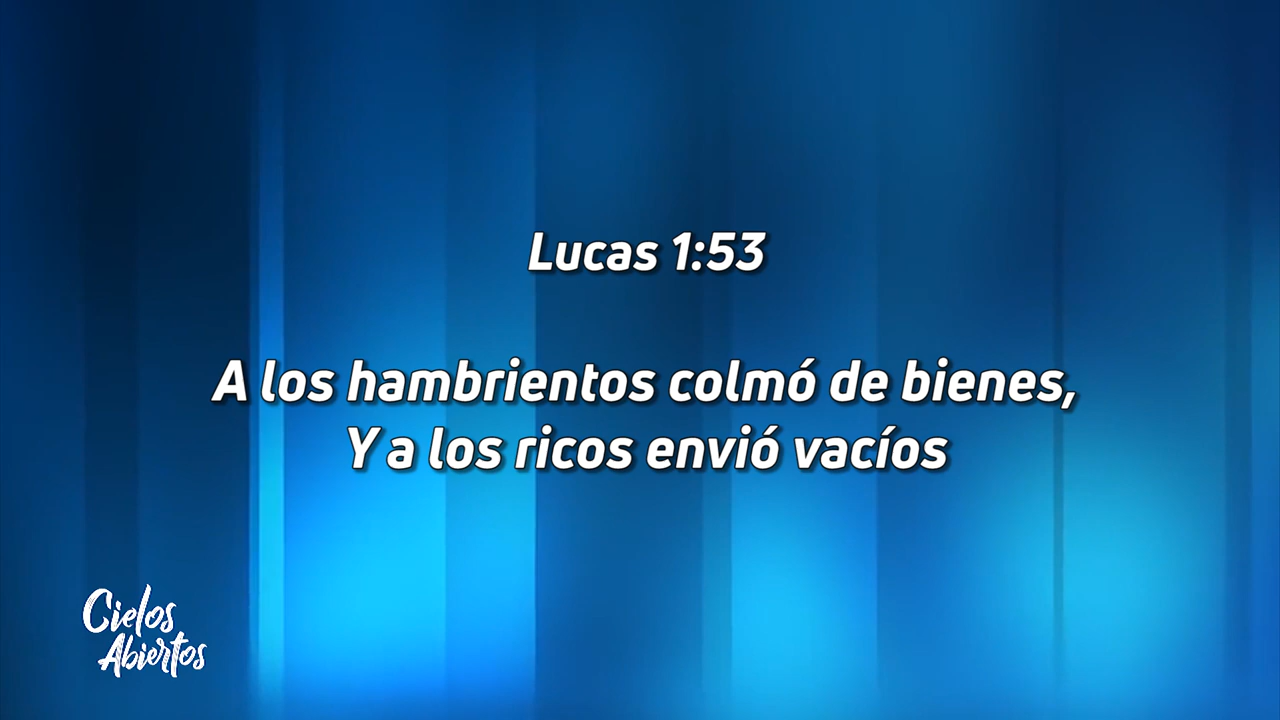 Lucas 1:53
A los hambrientos colmó de bienes,
Y a los ricos envió vacíos
Cielos
Abiertos